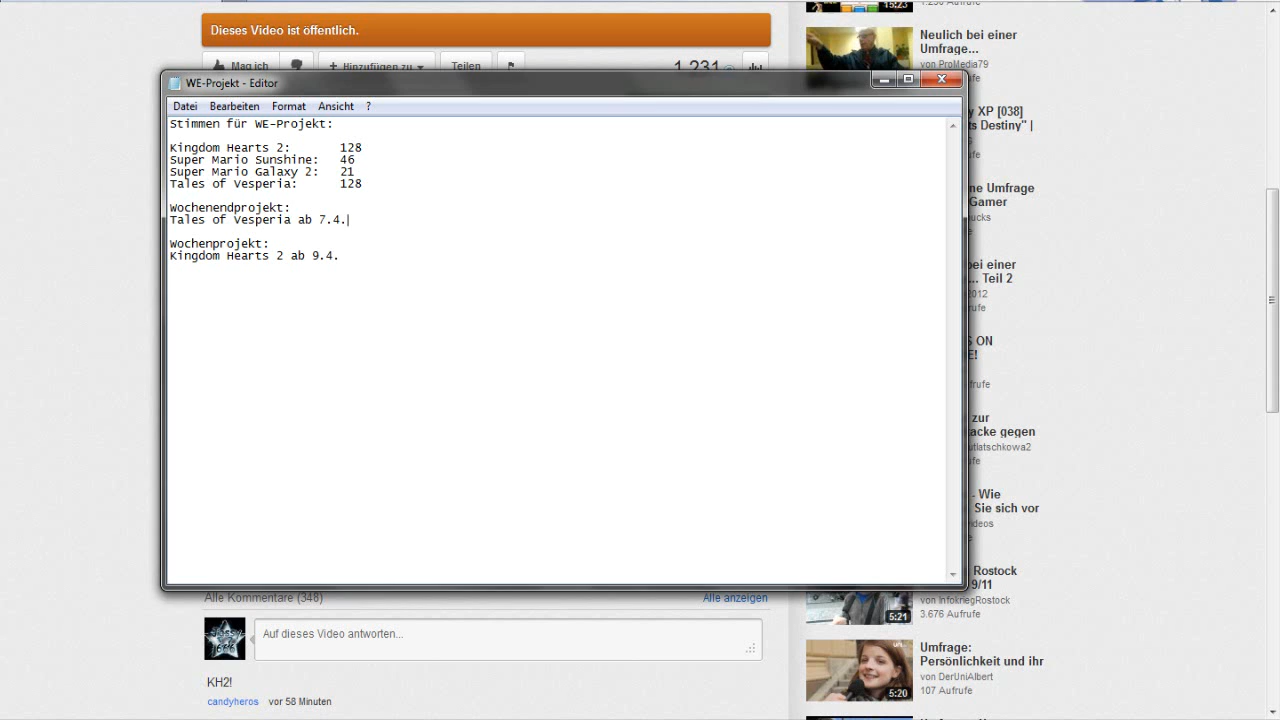 Dieses Video ist öffentlich.
Mag ich
Hinzufügen zu
Teilen
1.231
WE-Projekt - Editor
Datei Bearbeiten Format Ansicht ?
Stimmen für WE-Projekt:
Kingdom Hearts 2: 128
Super Mario Sunshine: 46
Super Mario Galaxy 2: 21
Tales of Vesperia: 128
Wochenendprojekt:
Tales of Vesperia ab 7.4.
Wochenprojekt:
Kingdom Hearts 2 ab 9.4.
Alle Kommentare (348)
Alle anzeigen
Auf dieses Video antworten...
KH2!
candyheros vor 58 Minuten
15:23
Neulich bei einer
Umfrage...
von ProMedia79
XP [038]
Destiny" |
Umfrage
Gamer
bei einer
... Teil 2
2012
ON
zur
gegen
utlatschkowa2
- Wie
Sie sich vor
Rostock
9/11
von InfokriegRostock
3.676 Aufrufe
5:21
Umfrage:
Persönlichkeit und ihr
von DerUniAlbert
107 Aufrufe
5:20